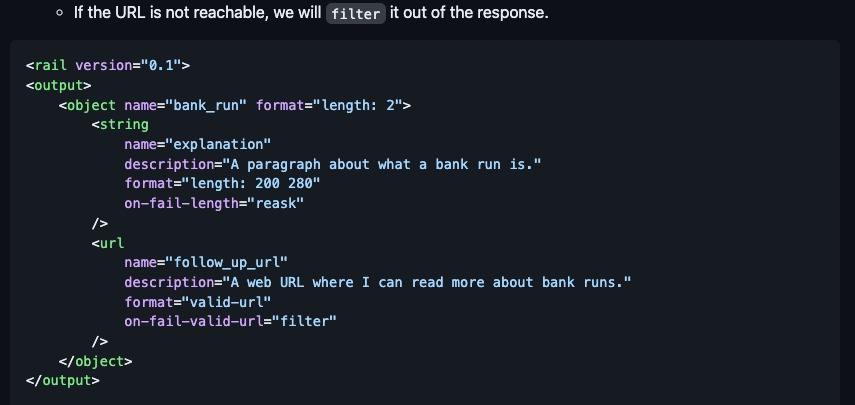 ◦ If the URL is not reachable, we will filter it out of the response.
<rail version="0.1">
<output>
    <object name="bank_run" format="length: 2">
        <string
            name="explanation"
            description="A paragraph about what a bank run is."
            format="length: 200 280"
            on-fail-length="reask"
        />
        <url
            name="follow_up_url"
            description="A web URL where I can read more about bank runs."
            format="valid-url"
            on-fail-valid-url="filter"
        />
    </object>
</output>